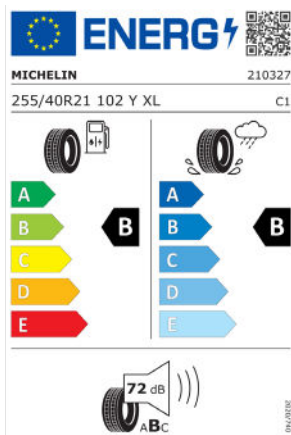 ENERG
MICHELIN 210327
255/40R21 102 Y XL C1
A A
B B B B
C C
D D
E E
72 dB
ABC
2020/740